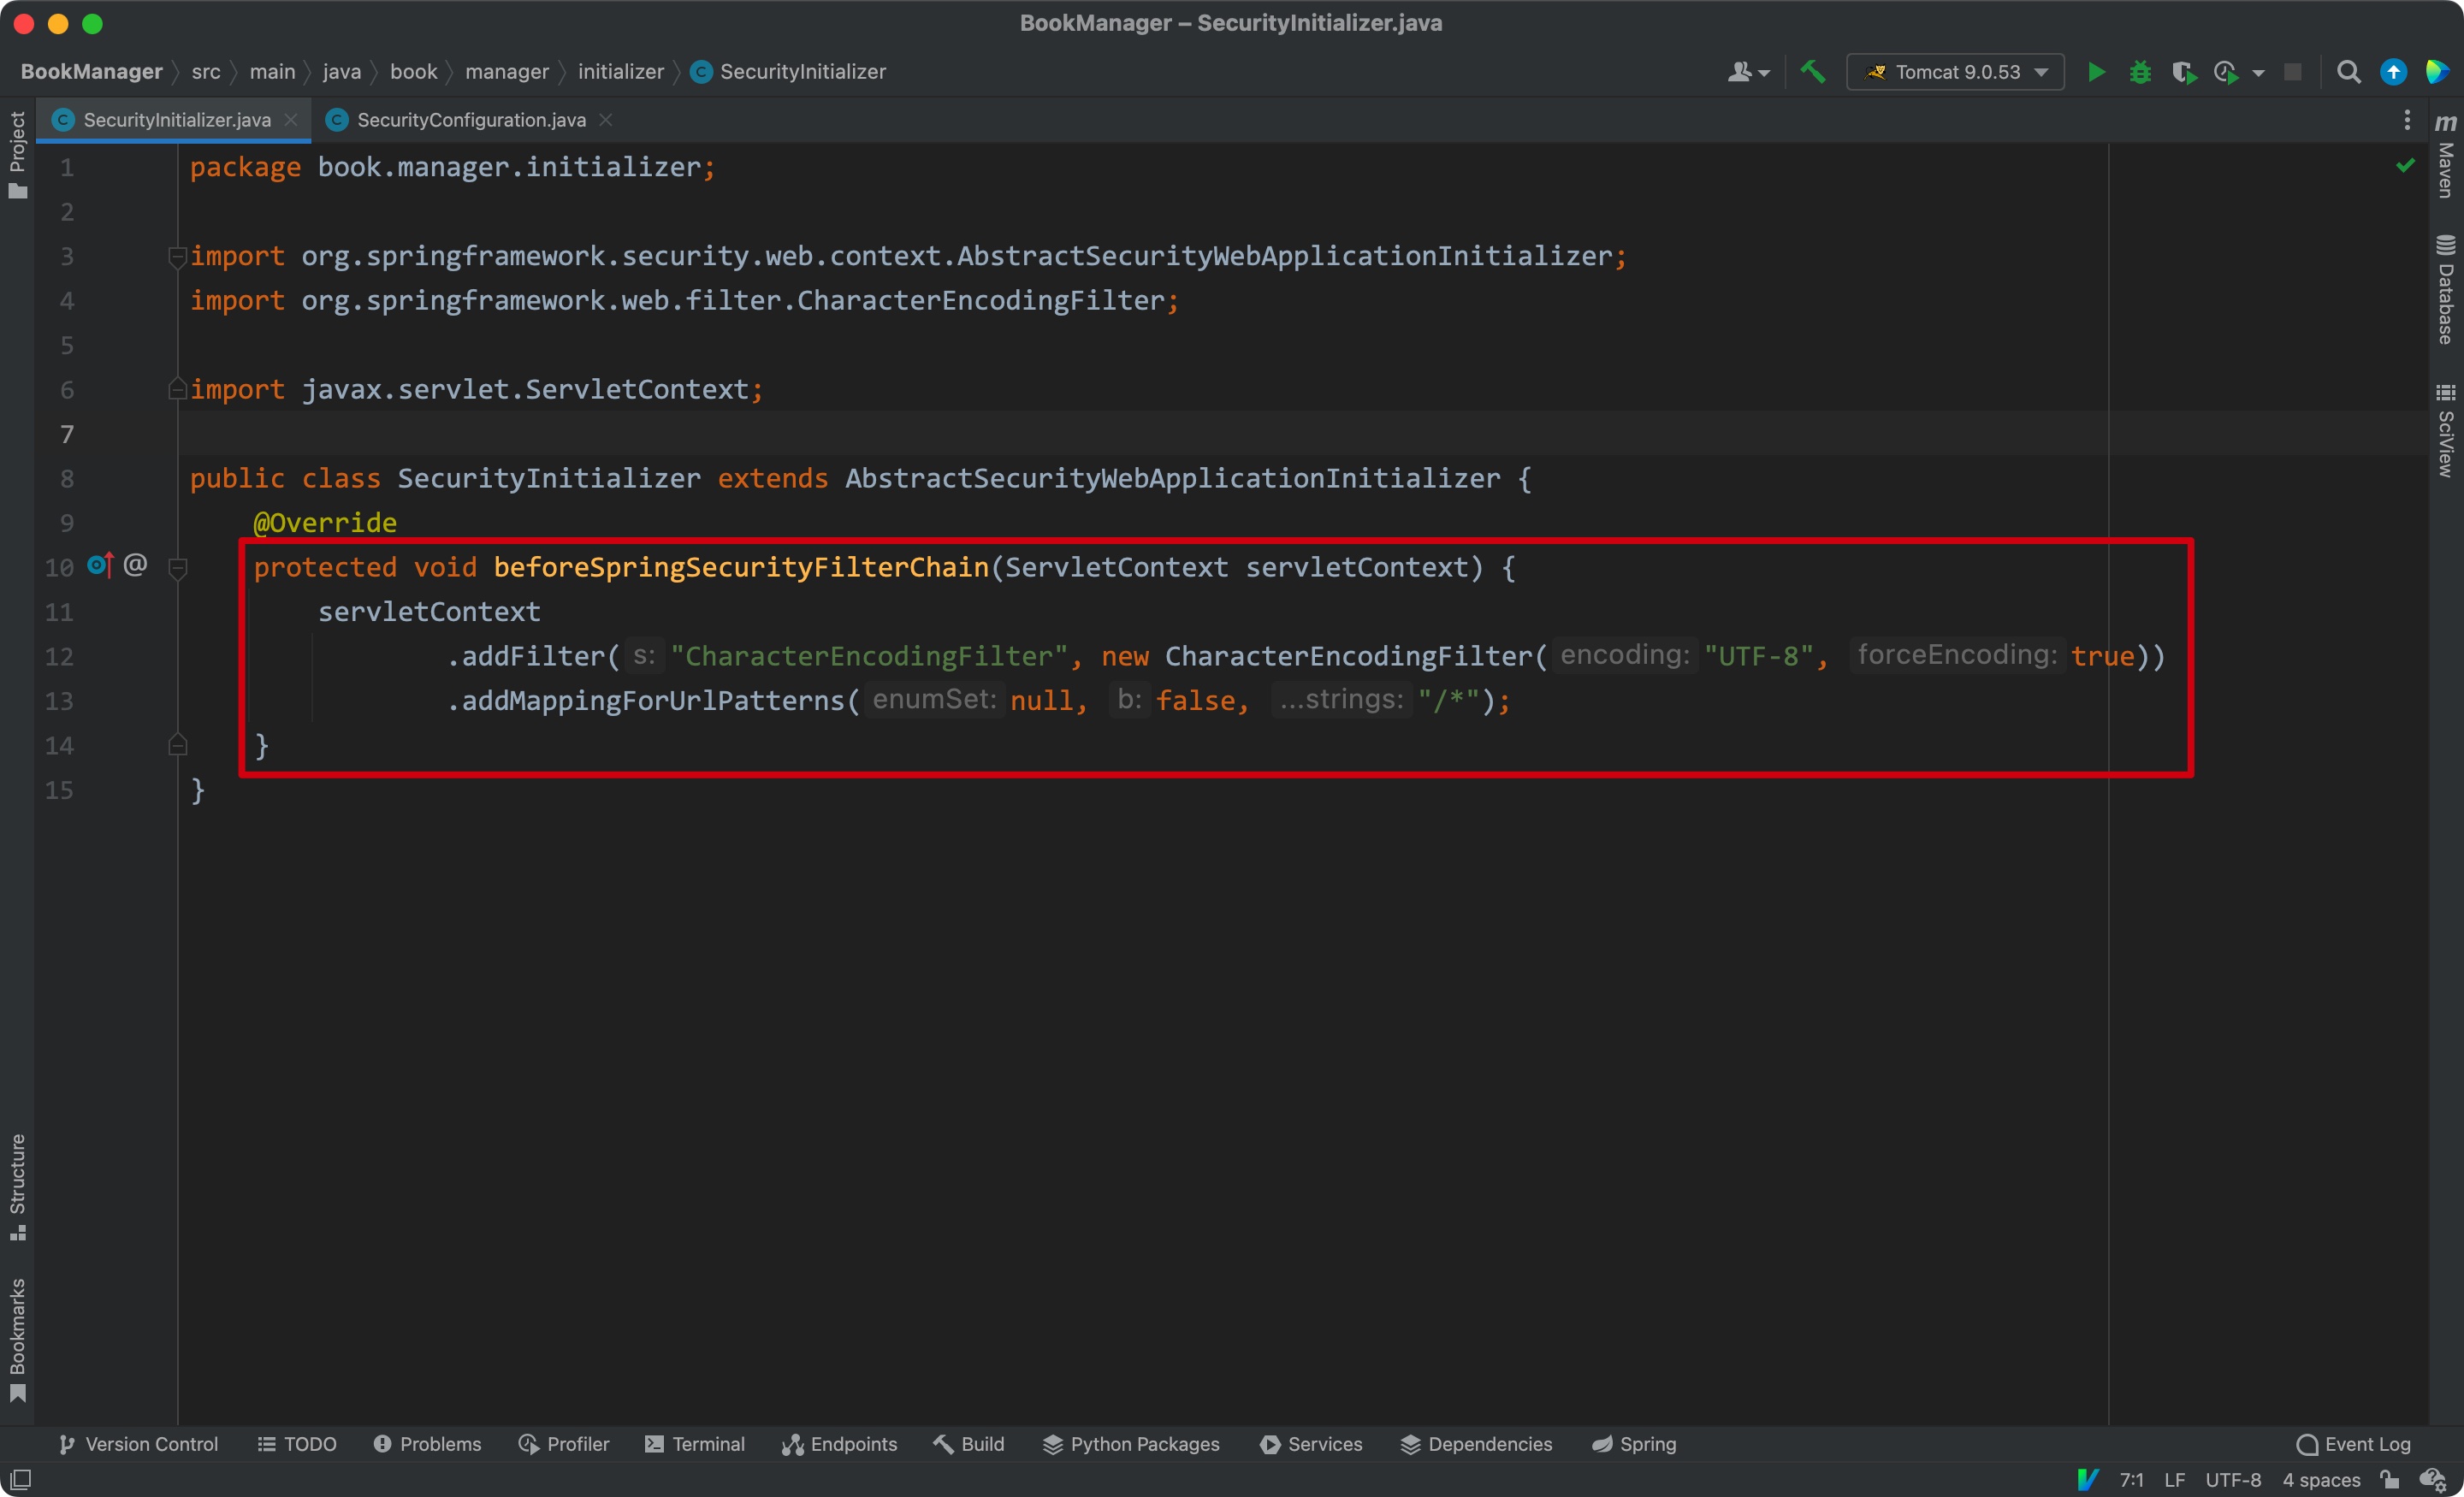 BookManager – SecurityInitializer.java
BookManager src main java book manager initializer SecurityInitializer
Tomcat 9.0.53
Project
SecurityInitializer.java
SecurityConfiguration.java
m
Maven
Database
SciView
1 package book.manager.initializer;
2
3 import org.springframework.security.web.context.AbstractSecurityWebApplicationInitializer;
4 import org.springframework.web.filter.CharacterEncodingFilter;
5
6 import javax.servlet.ServletContext;
7
8 public class SecurityInitializer extends AbstractSecurityWebApplicationInitializer {
9 @Override
10 @ protected void beforeSpringSecurityFilterChain(ServletContext servletContext) {
11 servletContext
12 .addFilter( s: "CharacterEncodingFilter", new CharacterEncodingFilter( encoding: "UTF-8", forceEncoding: true))
13 .addMappingForUrlPatterns( enumSet: null, b: false, ...strings: "/*");
14 }
15 }
Structure
Bookmarks
Version Control TODO Problems Profiler Terminal Endpoints Build Python Packages Services Dependencies Spring Event Log
7:1 LF UTF-8 4 spaces